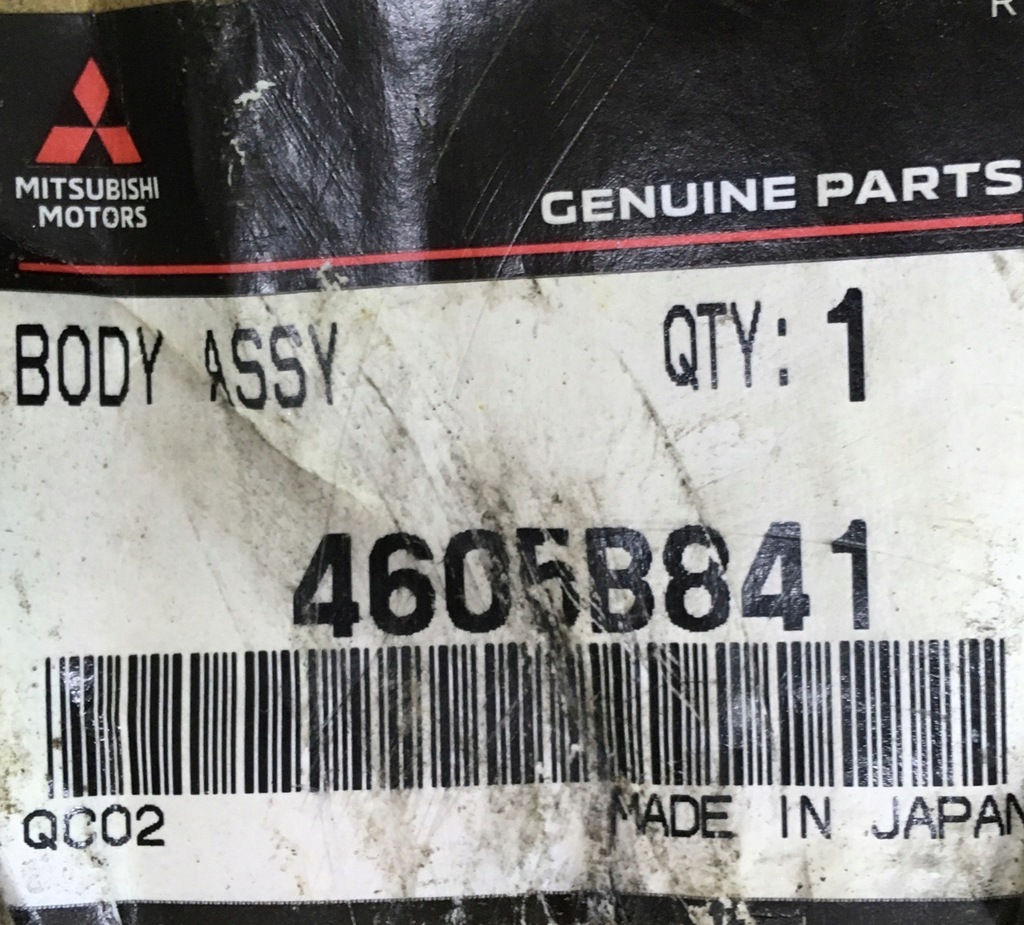 R
MITSUBISHI
MOTORS
GENUINE PARTS
BODY ASSY
QTY: 1
4605B841
QC02
MADE IN JAPAN